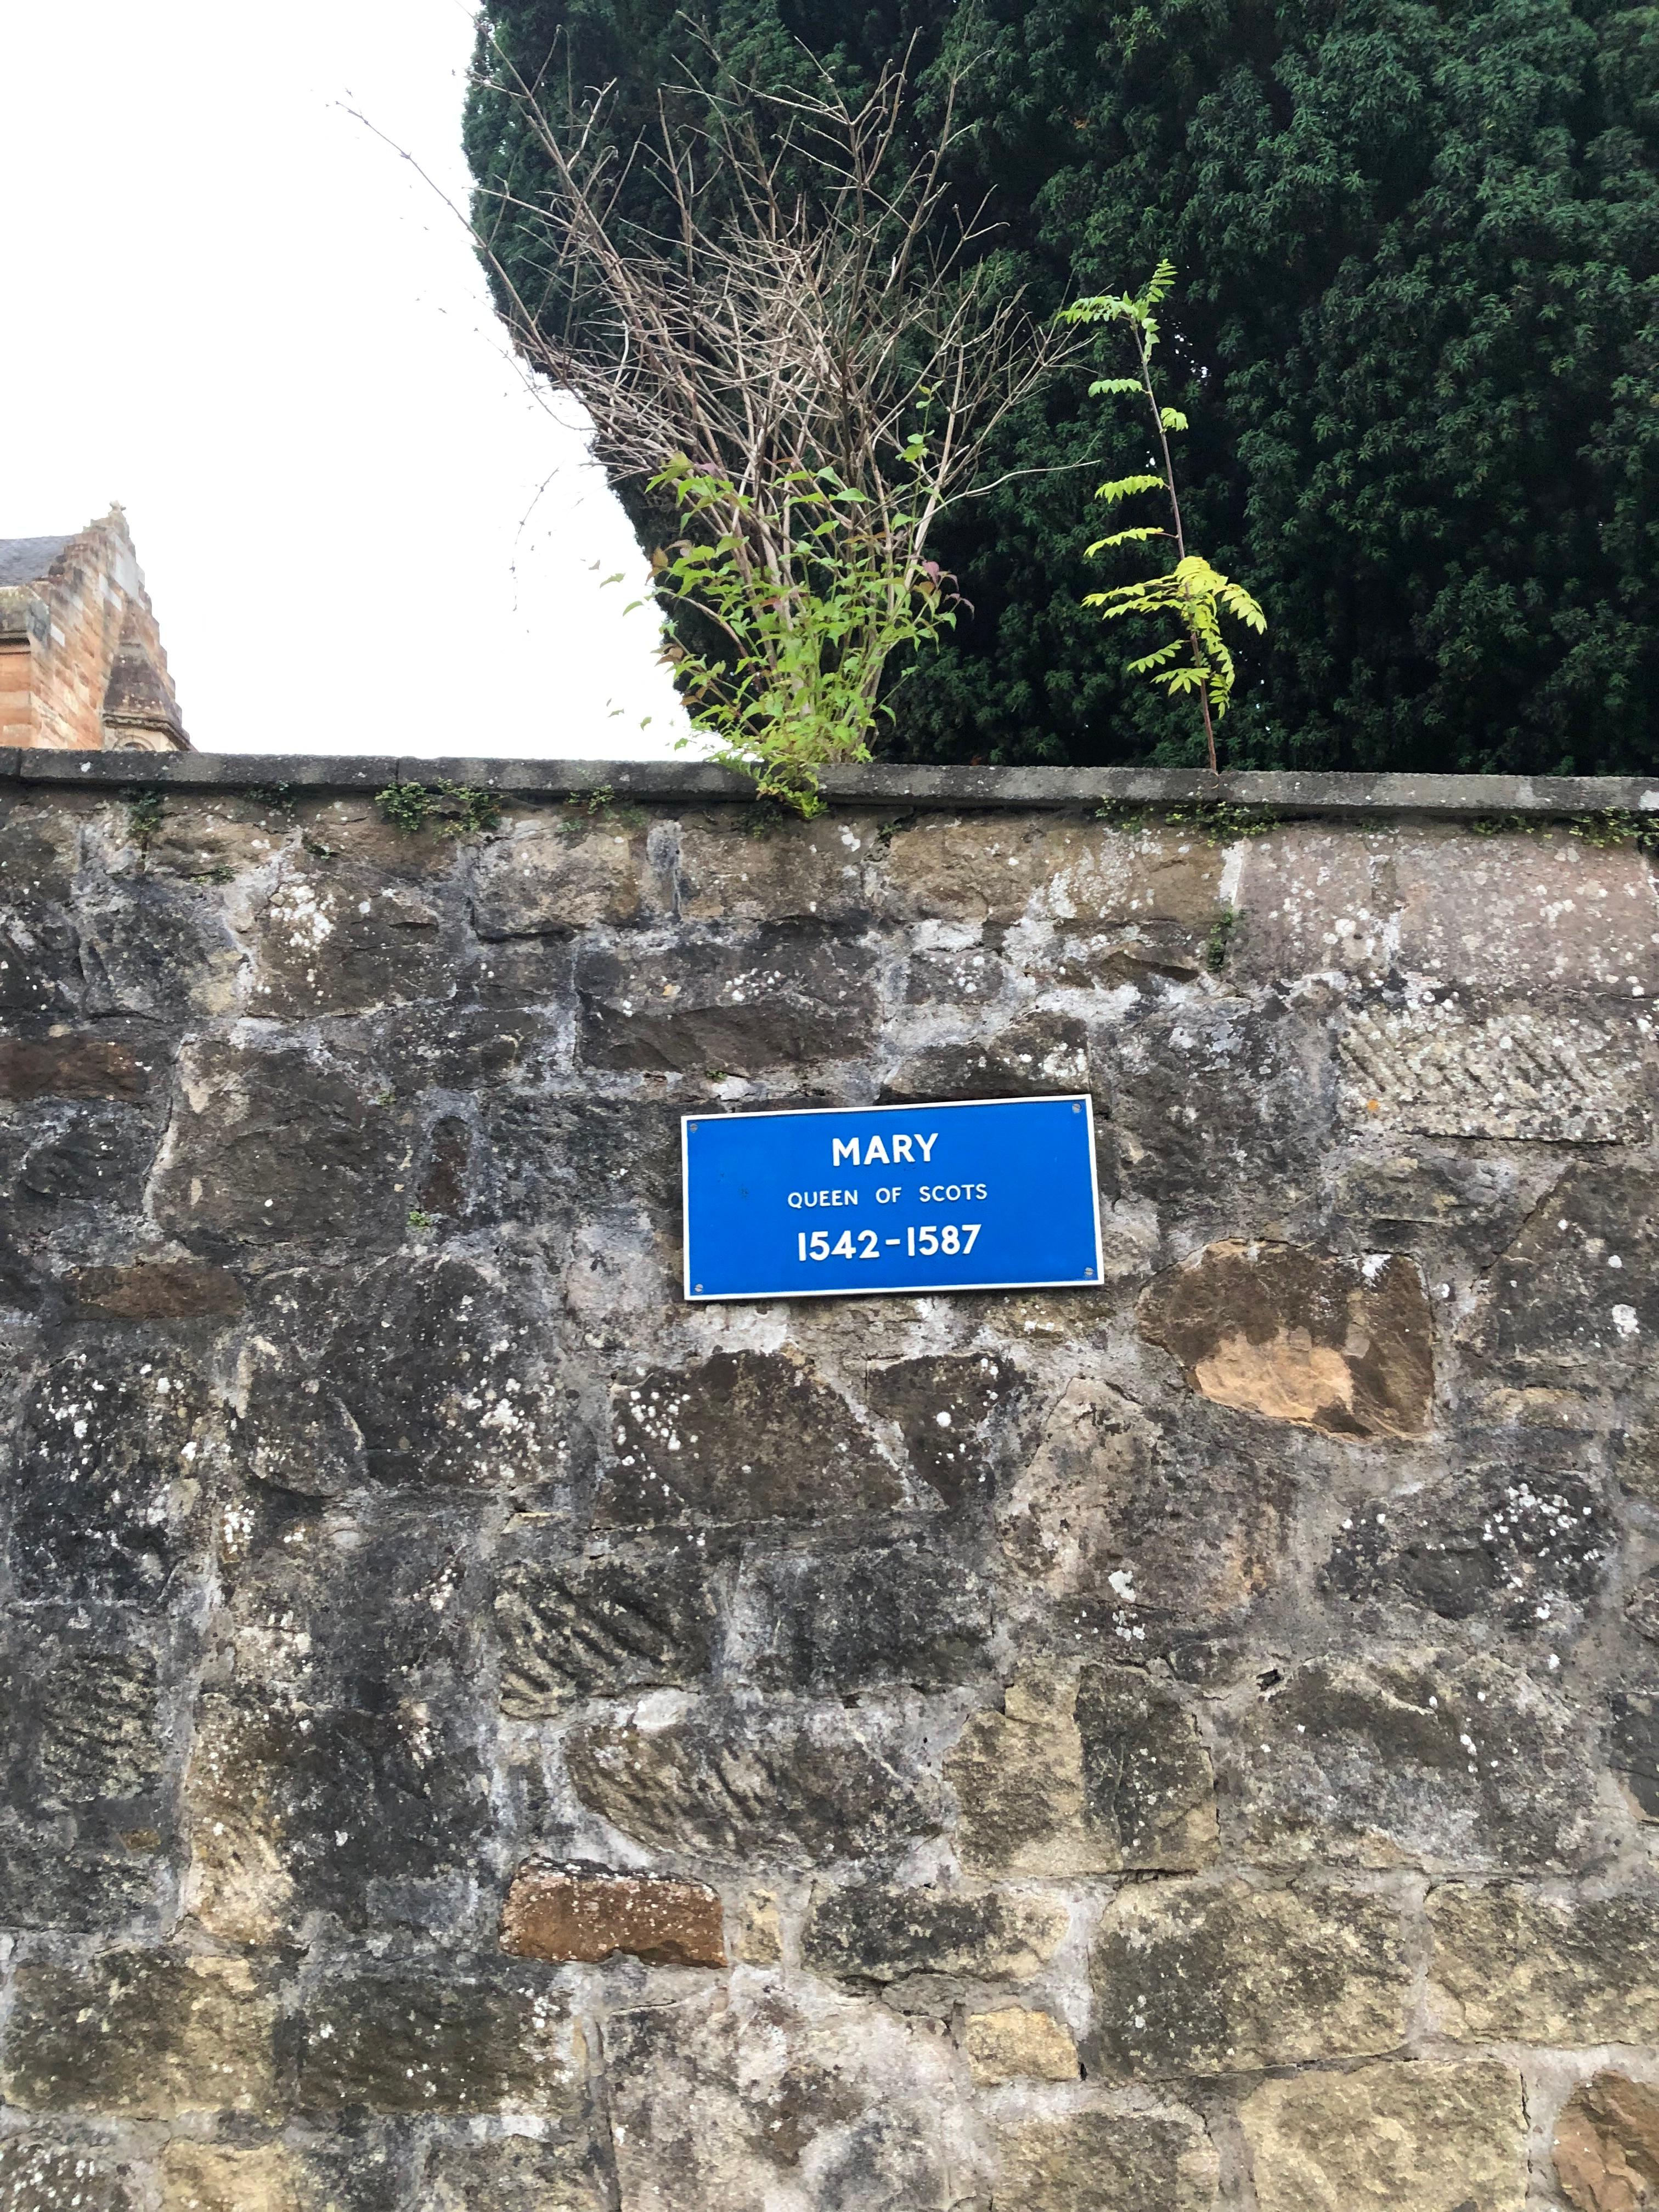 MARY
QUEEN OF SCOTS
1542-1587